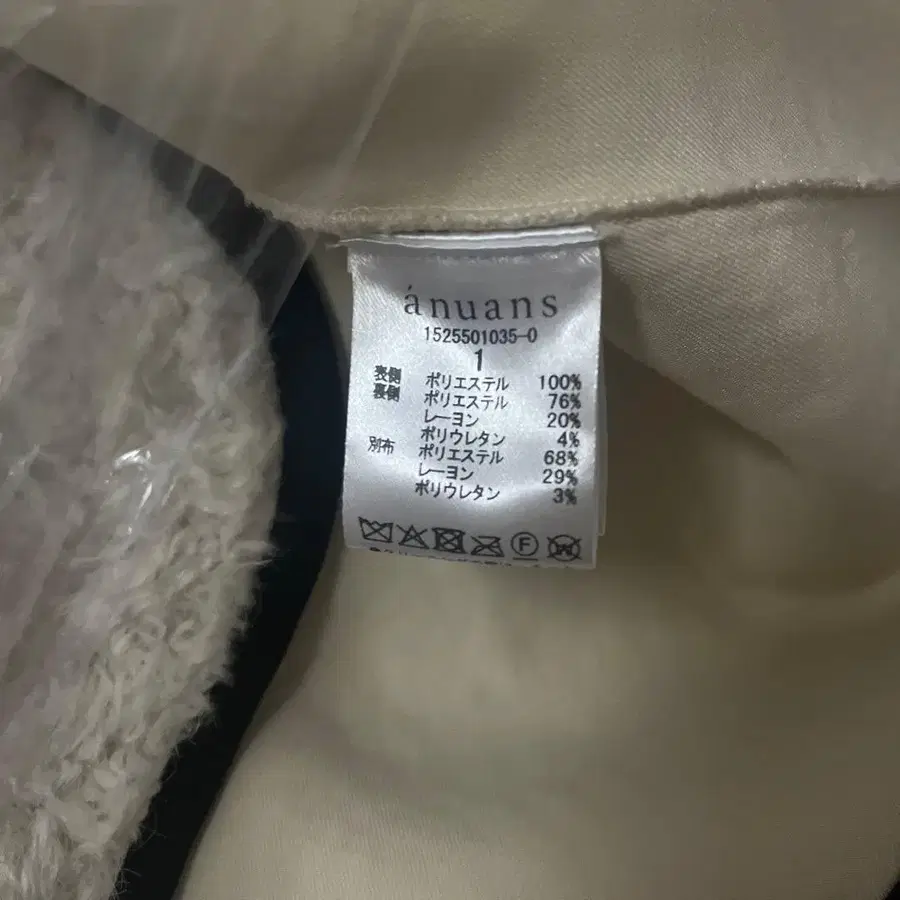 ánuans
1525501035-0
1
表側 ポリエステル 100%
裏側 ポリエステル 76%
レーヨン 20%
ポリウレタン 4%
別布 ポリエステル 68%
レーヨン 29%
ポリウレタン 3%
F W